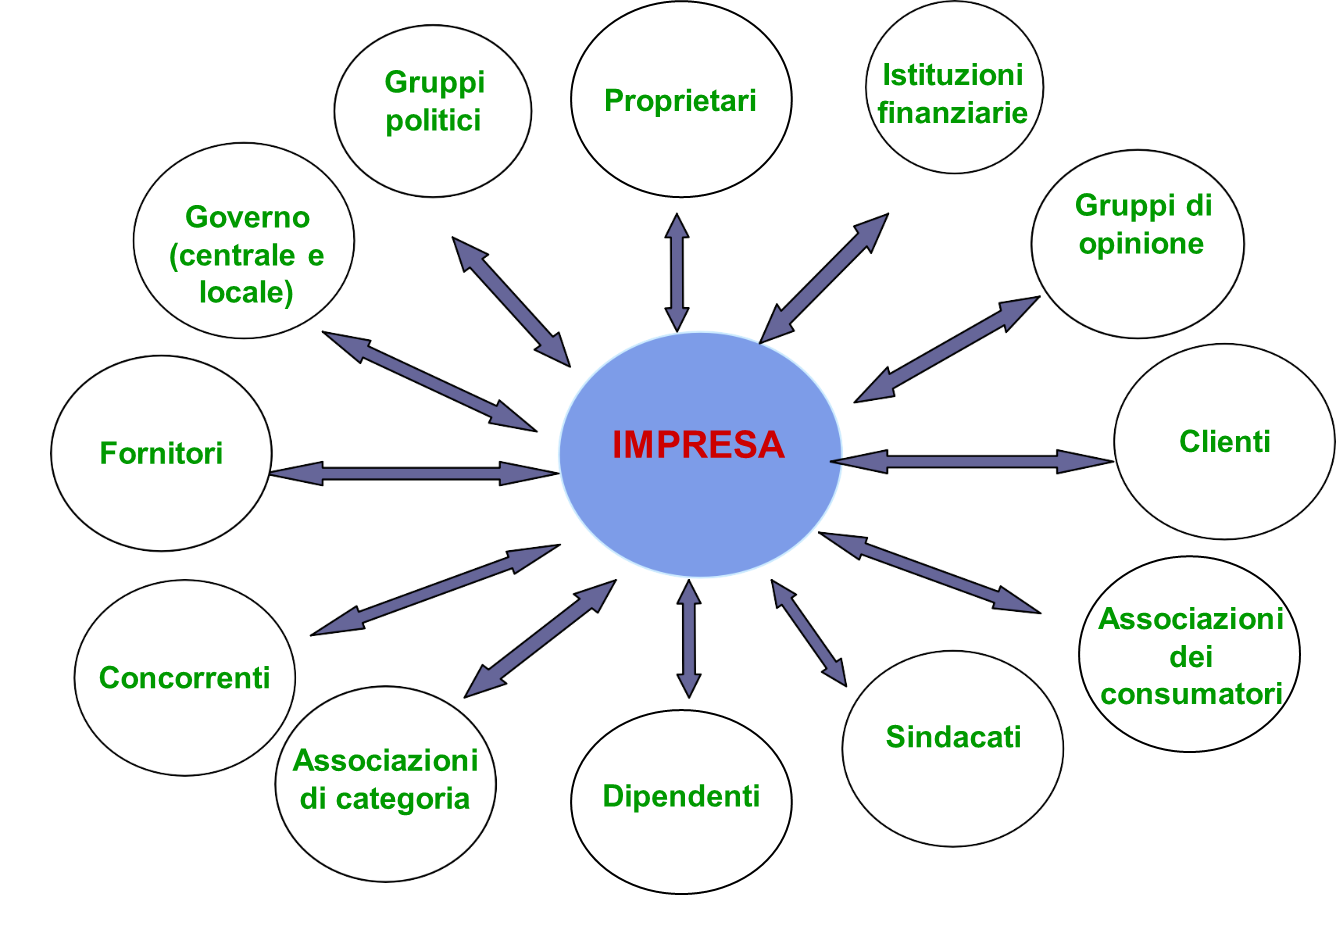 Gruppi
politici
Proprietari
Istituzioni
finanziarie
Governo
(centrale e
locale)
Gruppi di
opinione
Fornitori
IMPRESA
Clienti
Concorrenti
Associazioni
dei
consumatori
Associazioni
di categoria
Dipendenti
Sindacati